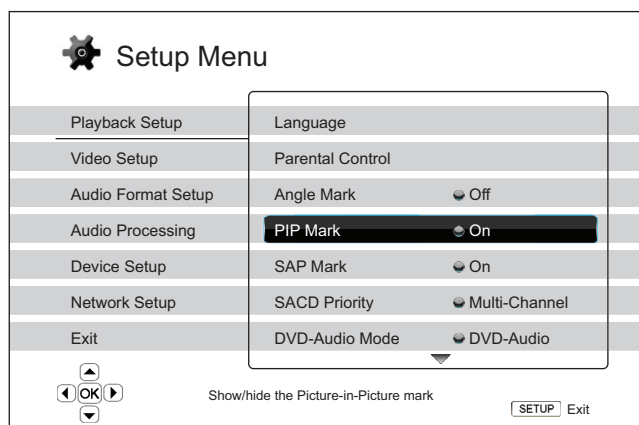 Setup Menu
Playback Setup
Video Setup
Audio Format Setup
Audio Processing
Device Setup
Network Setup
Exit
Language
Parental Control
Angle Mark Off
PIP Mark On
SAP Mark On
SACD Priority Multi-Channel
DVD-Audio Mode DVD-Audio
OK
Show/hide the Picture-in-Picture mark
SETUP Exit